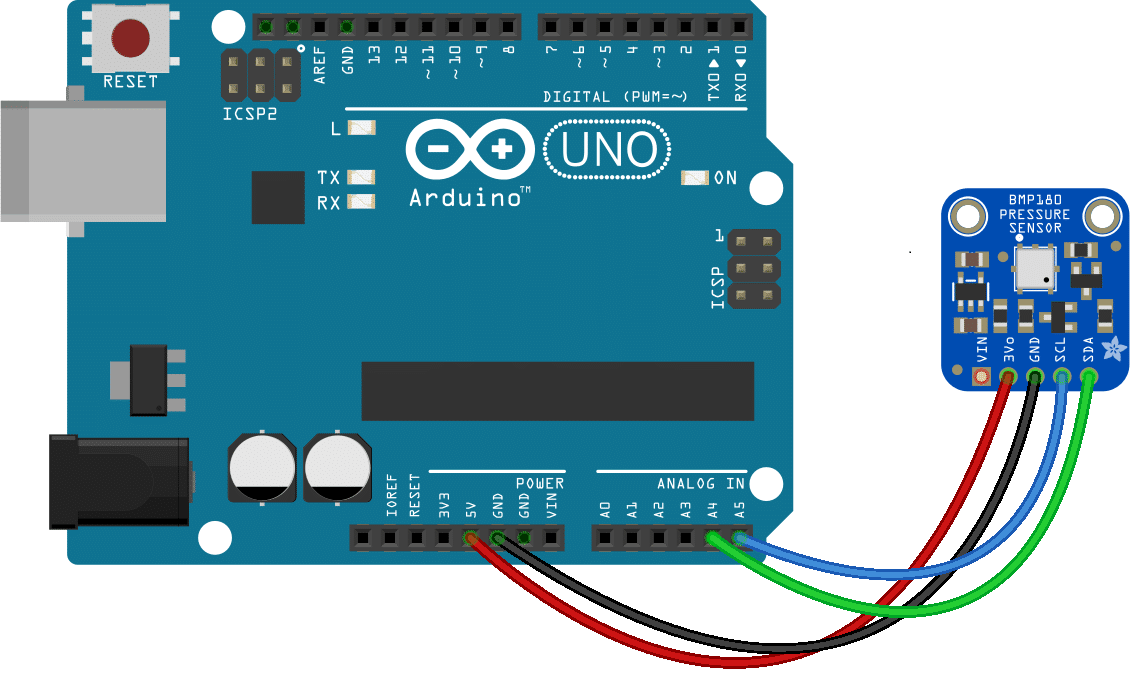 RESET
ICSP2
AREF
GND
13
12
~11
~10
~9
8
7
~6
~5
4
~3
2
TX0▶1
RX0◀0
DIGITAL (PWM=~)
L
TX
RX
Arduino™
UNO
ON
1
ICSP
BMP180
PRESSURE
SENSOR
VIN
3Vo
GND
SCL
SDA
POWER
ANALOG IN
IOREF
RESET
3V3
5V
GND
GND
VIN
A0
A1
A2
A3
A4
A5